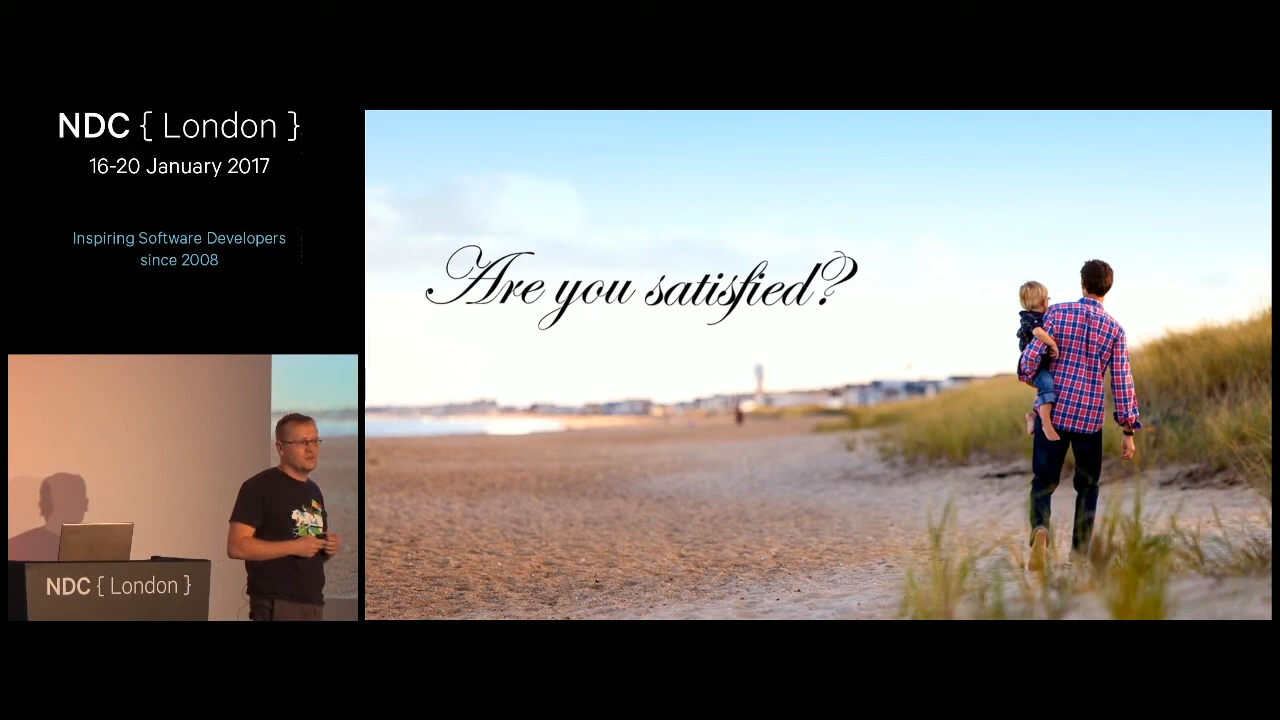 NDC { London }
16-20 January 2017
Inspiring Software Developers
since 2008
Are you satisfied?
NDC { London }